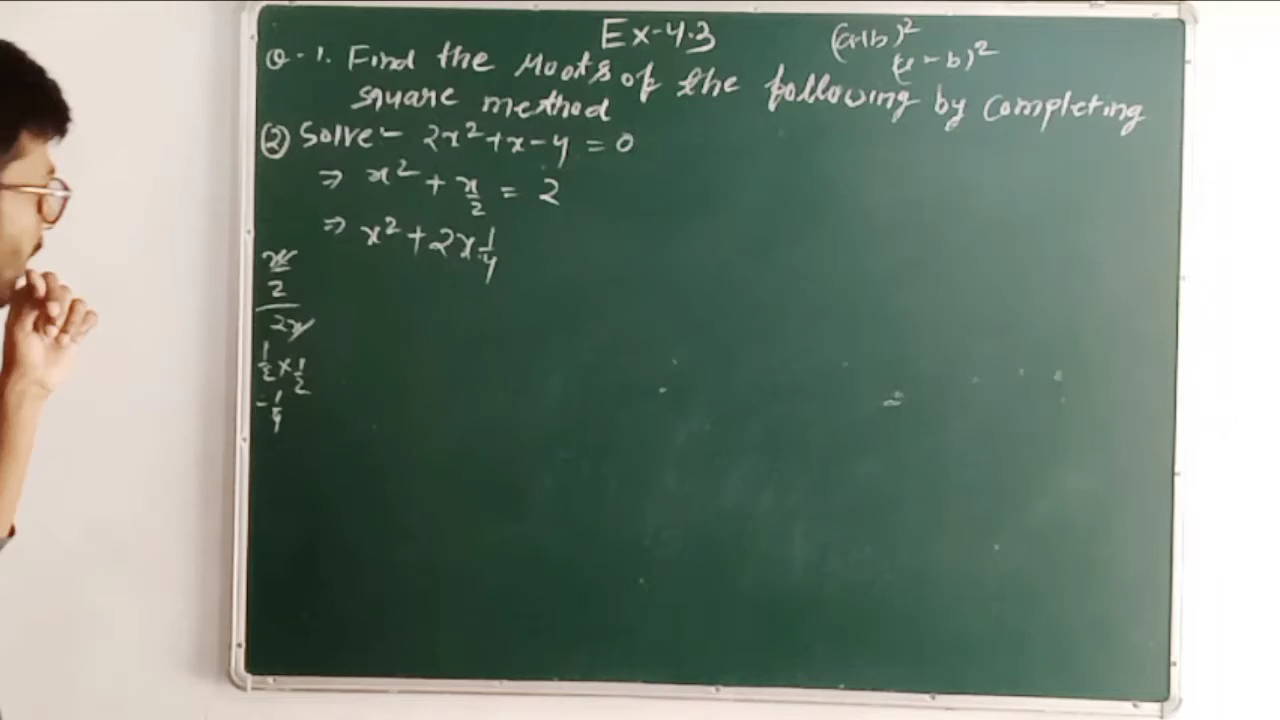 Ex-4.3
(a+b)²
(a-b)²
Q-1. Find the Roots of the following by completing
square method
② Solve:- 2x²+x-4=0
⇒ x² + x/2 = 2
⇒ x²+2x 1/4
x/2
2x
1/2 × 1/2
- 1/4